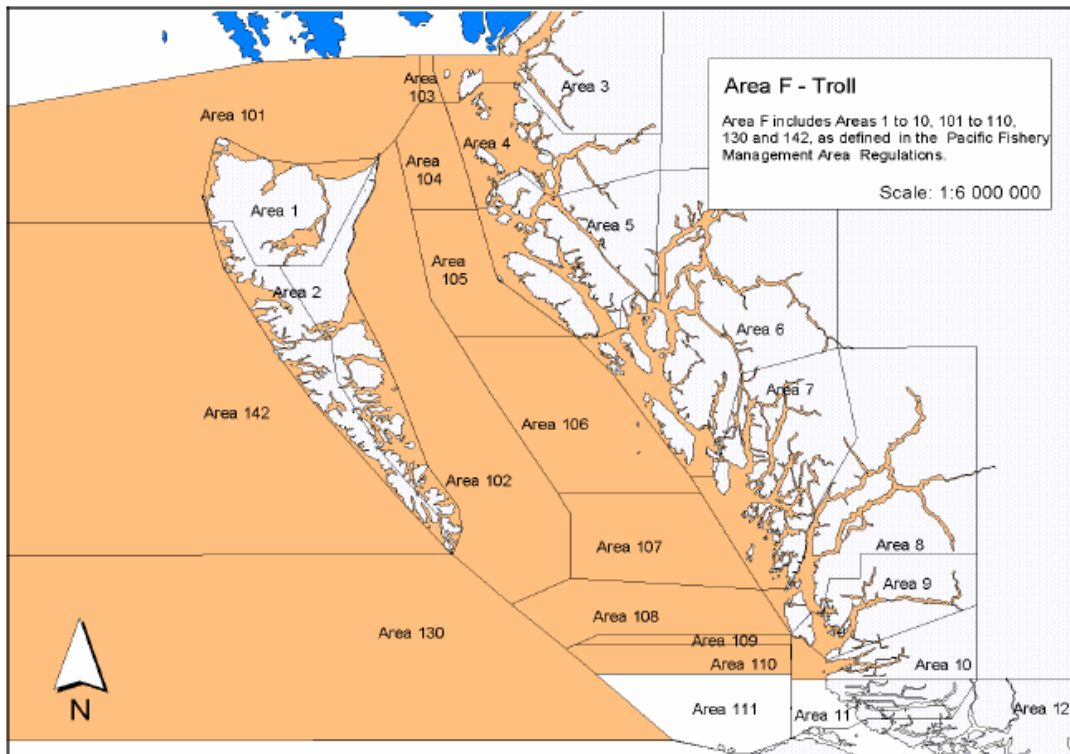 Area F - Troll
Area F includes Areas 1 to 10, 101 to 110,
130 and 142, as defined in the Pacific Fishery
Management Area Regulations.
Scale: 1:6 000 000
Area
103
Area 3
Area 101
Area 4
Area
104
Area 1
Area 5
Area
105
Area 2
Area 6
Area 7
Area 142
Area 106
Area 102
Area 107
Area 8
Area 9
Area 108
Area 130
Area 109
Area 110
Area 10
N
Area 111
Area 11
Area 12